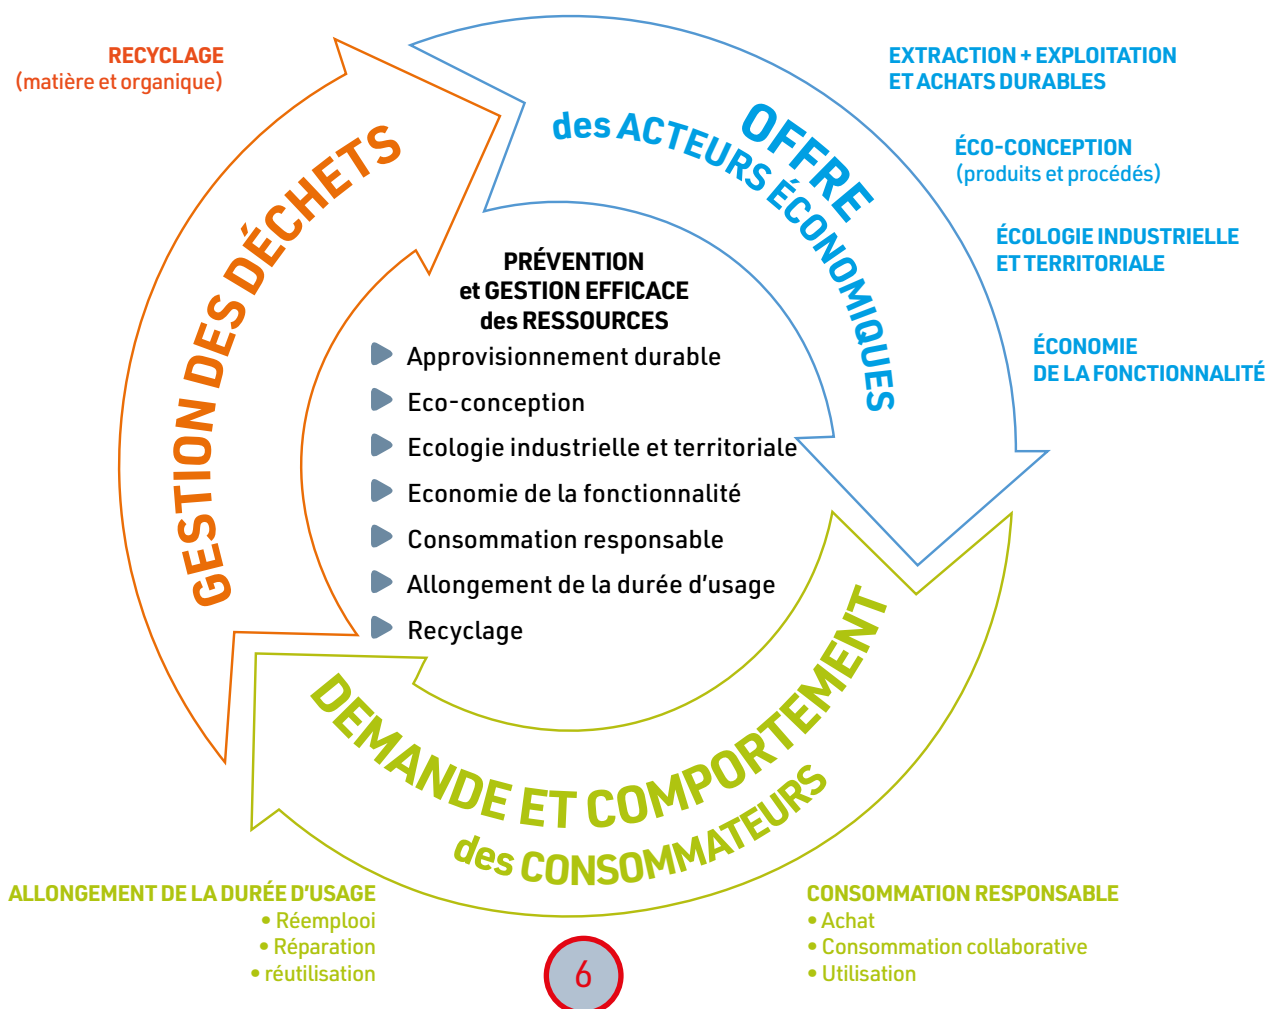 RECYCLAGE
(matière et organique)
GESTION DES DÉCHETS
OFFRE
des ACTEURS ÉCONOMIQUES
EXTRACTION + EXPLOITATION
ET ACHATS DURABLES
ÉCO-CONCEPTION
(produits et procédés)
ÉCOLOGIE INDUSTRIELLE
ET TERRITORIALE
ÉCONOMIE
DE LA FONCTIONNALITÉ
PRÉVENTION
et GESTION EFFICACE
des RESSOURCES
Approvisionnement durable
Eco-conception
Ecologie industrielle et territoriale
Economie de la fonctionnalité
Consommation responsable
Allongement de la durée d'usage
Recyclage
DEMANDE ET COMPORTEMENT
des CONSOMMATEURS
ALLONGEMENT DE LA DURÉE D'USAGE
• Réemplooi
• Réparation
• réutilisation
CONSOMMATION RESPONSABLE
• Achat
• Consommation collaborative
• Utilisation
6